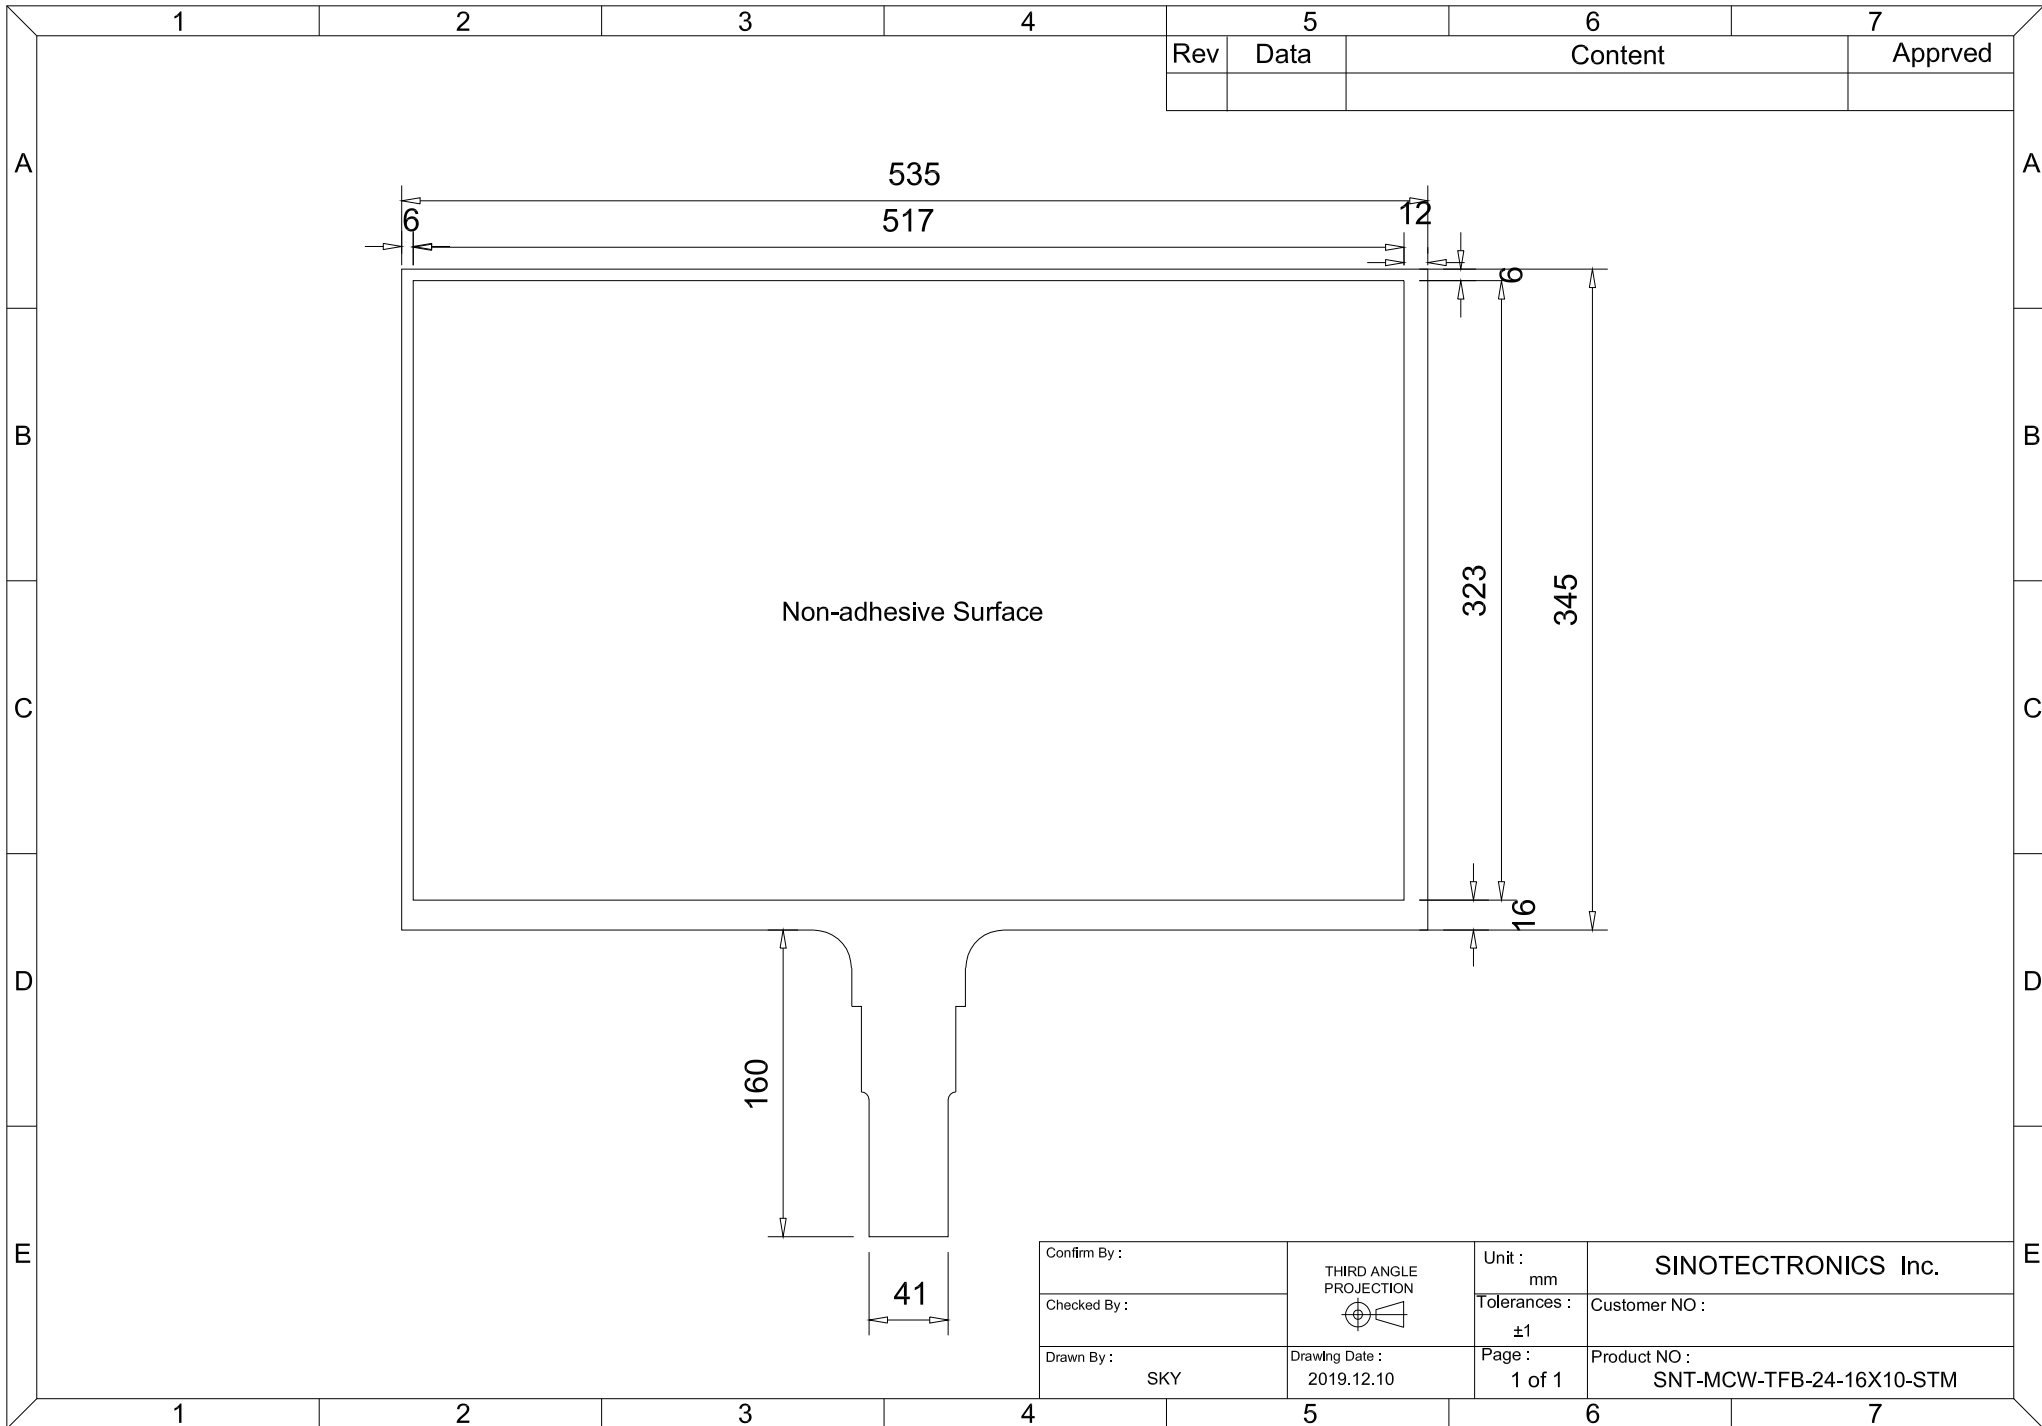 1 2 3 4 5 6 7
Rev Data Content Apprved
A A
535
6 517 12
6
B B
323 345
Non-adhesive Surface
C C
16
D D
160
E E
41
Confirm By :
THIRD ANGLE
PROJECTION
Unit :
mm
SINOTECTRONICS Inc.
Checked By :
Tolerances :
±1
Customer NO :
Drawn By :
SKY
Drawing Date :
2019.12.10
Page :
1 of 1
Product NO :
SNT-MCW-TFB-24-16X10-STM
1 2 3 4 5 6 7